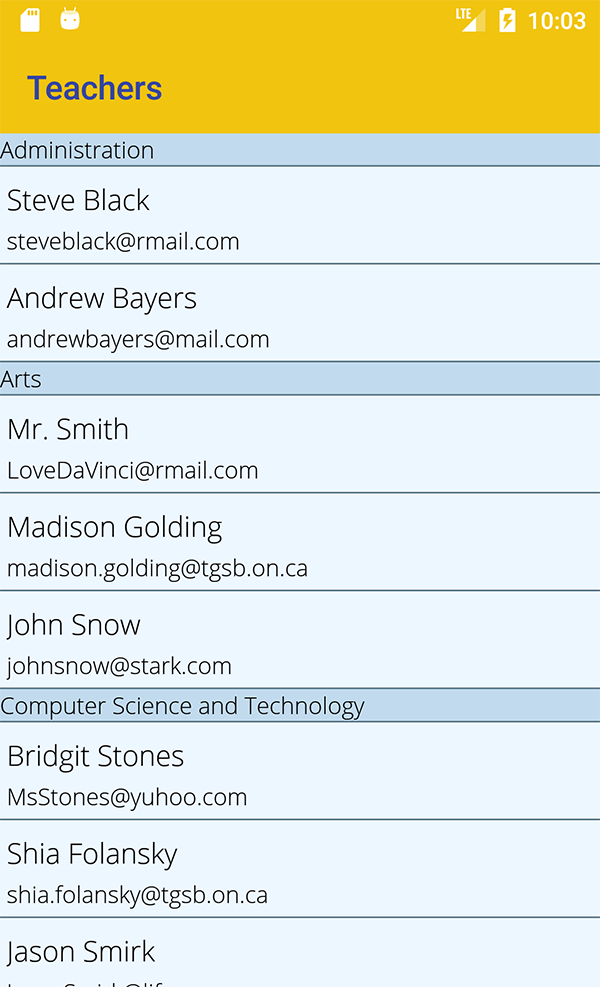 LTE 10:03
Teachers
Administration
Steve Black
steveblack@rmail.com
Andrew Bayers
andrewbayers@mail.com
Arts
Mr. Smith
LoveDaVinci@rmail.com
Madison Golding
madison.golding@tgsb.on.ca
John Snow
johnsnow@stark.com
Computer Science and Technology
Bridgit Stones
MsStones@yuhoo.com
Shia Folansky
shia.folansky@tgsb.on.ca
Jason Smirk